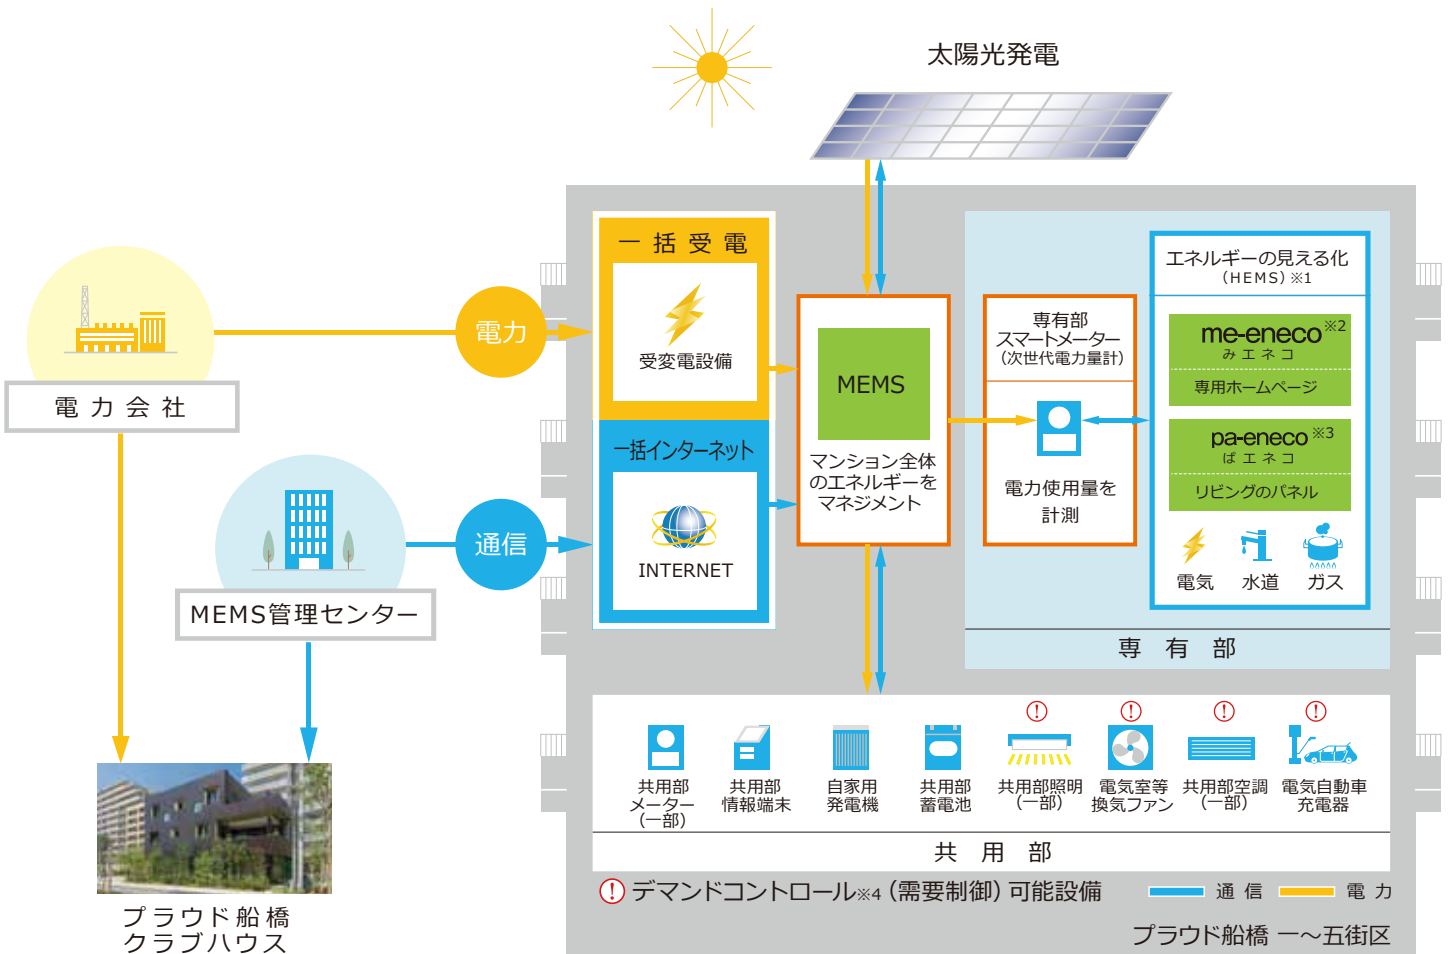 太陽光発電
一括受電
受変電設備
一括インターネット
INTERNET
電力
通信
電力会社
MEMS管理センター
プラウド船橋
クラブハウス
MEMS
マンション全体
のエネルギーを
マネジメント
専有部
スマートメーター
(次世代電力量計)
電力使用量を
計測
エネルギーの見える化
(HEMS)※1
me-eneco※2
みエネコ
専用ホームページ
pa-eneco※3
ぱエネコ
リビングのパネル
電気
水道
ガス
専有部
共用部
メーター
(一部)
共用部
情報端末
自家用
発電機
共用部
蓄電池
共用部照明
(一部)
電気室等
換気ファン
共用部空調
(一部)
電気自動車
充電器
共用部
デマンドコントロール※4(需要制御)可能設備
通信
電力
プラウド船橋 一〜五街区